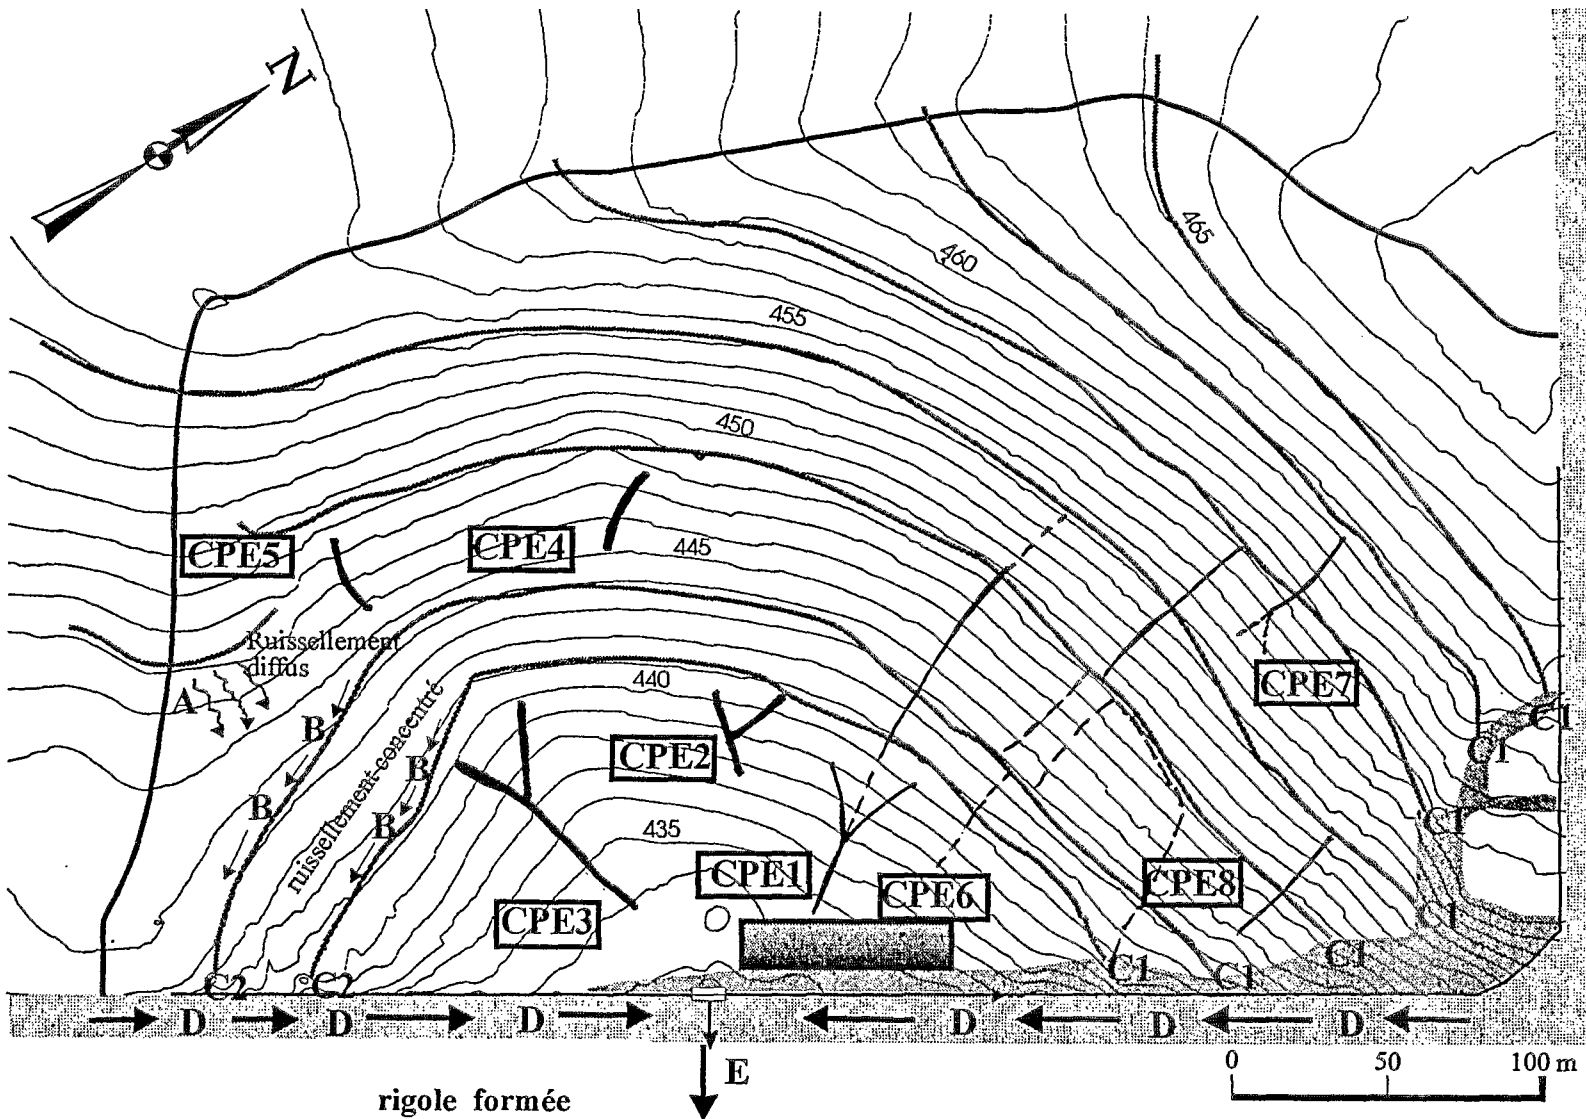 N
465
460
455
450
CPE5
CPE4
445
Ruissellement
diffus
A
CPE7
440
B
ruissellement concentré
B
CPE2
C1
C1
B
B
C1
435
CPE1
CPE8
CPE6
CPE3
C1
C1
C1
C1
C2
C2
D
D
D
D
D
D
0
50
100 m
E
rigole formée